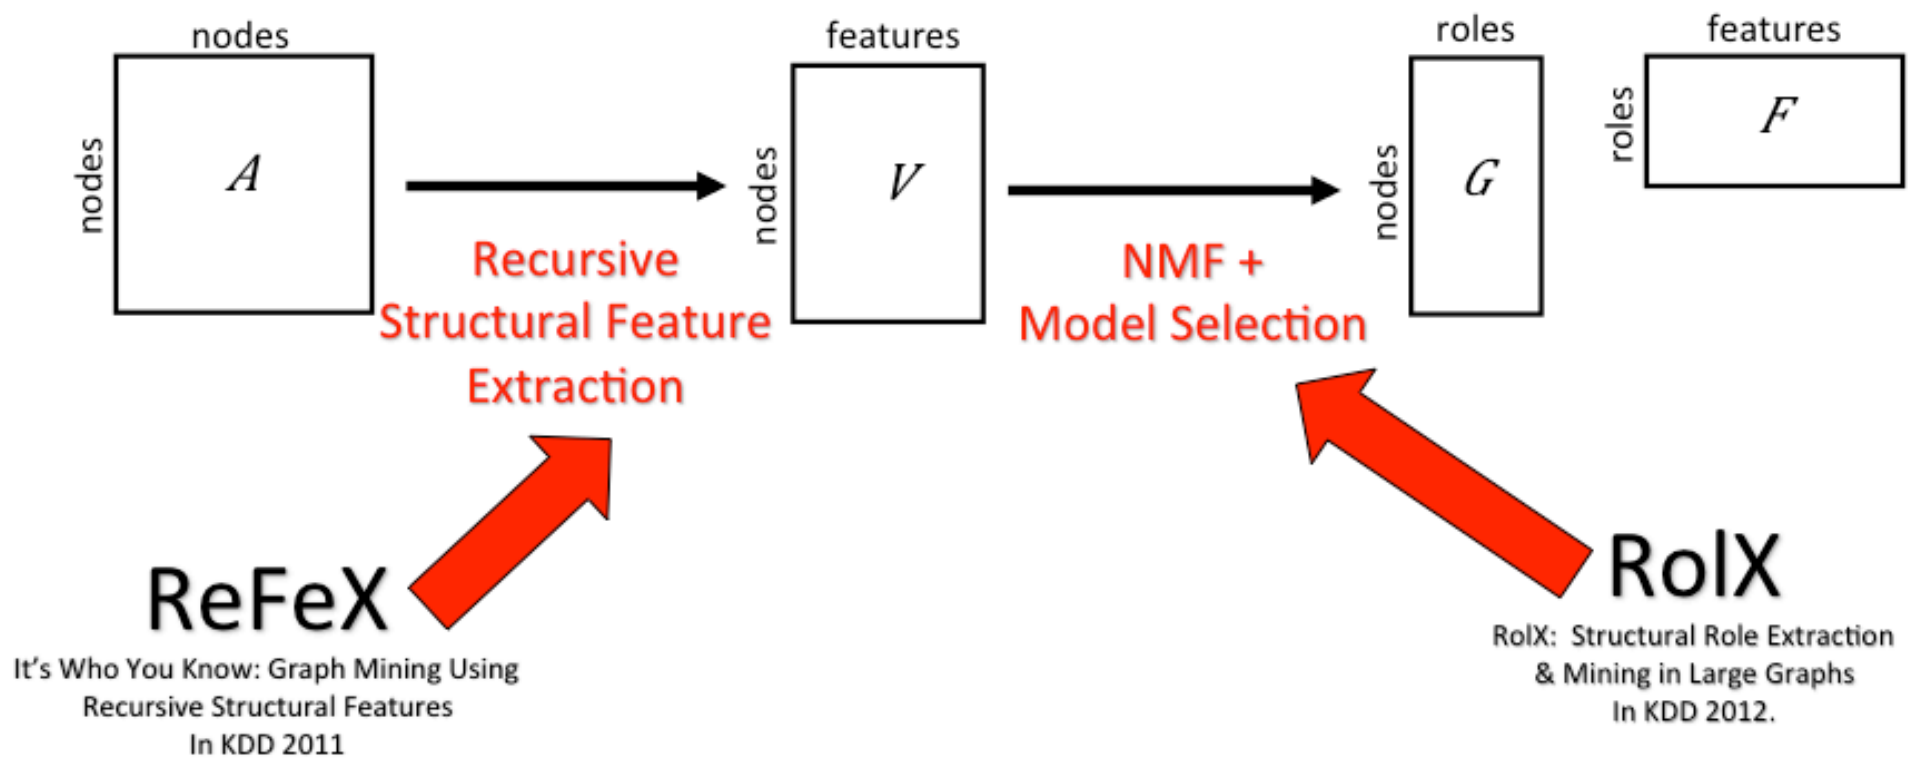 nodes
features
roles
features
nodes
A
nodes
V
nodes
G
roles
F
Recursive
Structural Feature
Extraction
NMF +
Model Selection
ReFeX
It's Who You Know: Graph Mining Using
Recursive Structural Features
In KDD 2011
RolX
RolX: Structural Role Extraction
& Mining in Large Graphs
In KDD 2012.